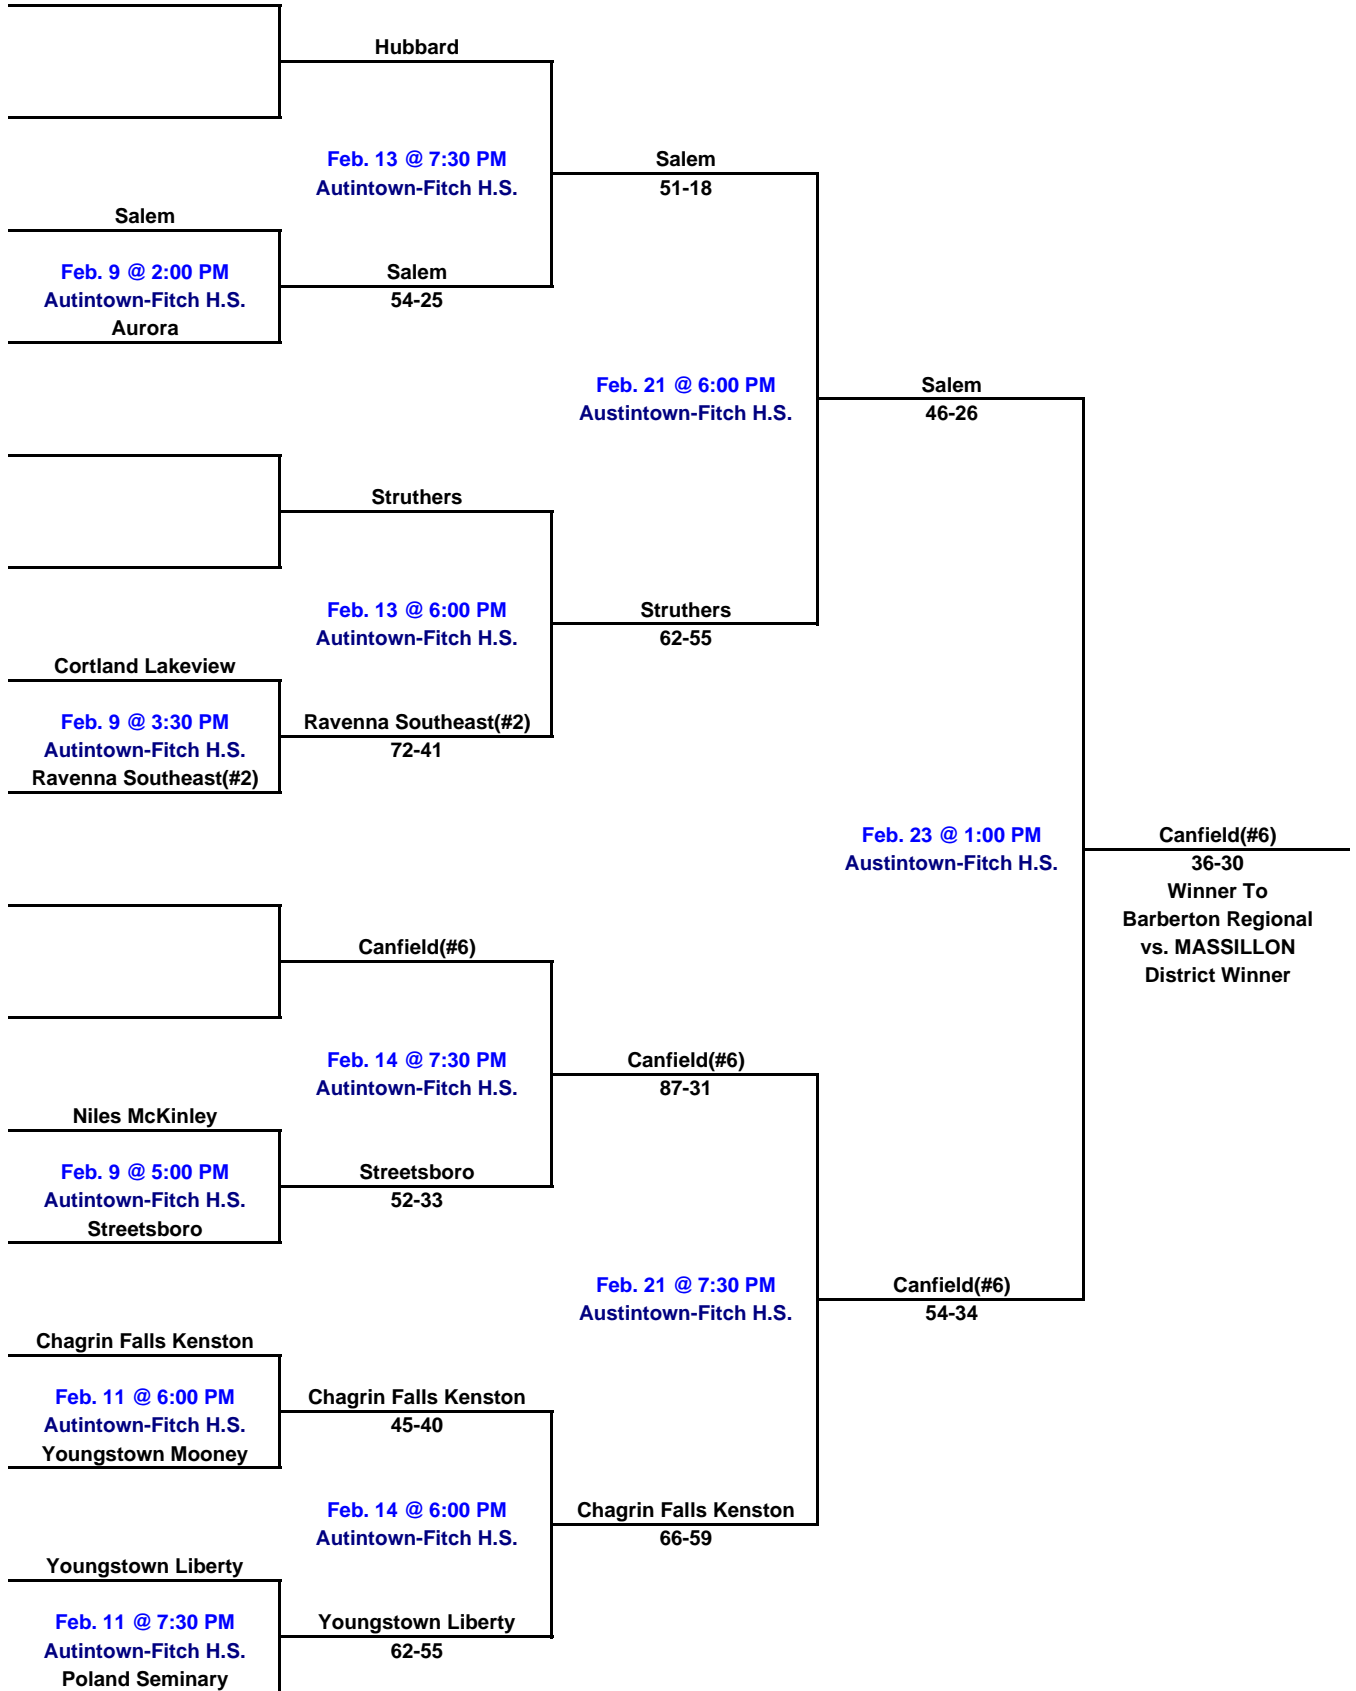 Hubbard
Feb. 13 @ 7:30 PM
Autintown-Fitch H.S.
Salem
51-18
Salem
Feb. 9 @ 2:00 PM
Autintown-Fitch H.S.
Aurora
Salem
54-25
Feb. 21 @ 6:00 PM
Austintown-Fitch H.S.
Salem
46-26
Struthers
Feb. 13 @ 6:00 PM
Autintown-Fitch H.S.
Struthers
62-55
Cortland Lakeview
Feb. 9 @ 3:30 PM
Autintown-Fitch H.S.
Ravenna Southeast(#2)
Ravenna Southeast(#2)
72-41
Feb. 23 @ 1:00 PM
Austintown-Fitch H.S.
Canfield(#6)
36-30
Winner To
Barberton Regional
vs. MASSILLON
District Winner
Canfield(#6)
Feb. 14 @ 7:30 PM
Autintown-Fitch H.S.
Canfield(#6)
87-31
Niles McKinley
Feb. 9 @ 5:00 PM
Autintown-Fitch H.S.
Streetsboro
Streetsboro
52-33
Feb. 21 @ 7:30 PM
Austintown-Fitch H.S.
Canfield(#6)
54-34
Chagrin Falls Kenston
Feb. 11 @ 6:00 PM
Autintown-Fitch H.S.
Youngstown Mooney
Chagrin Falls Kenston
45-40
Feb. 14 @ 6:00 PM
Autintown-Fitch H.S.
Chagrin Falls Kenston
66-59
Youngstown Liberty
Feb. 11 @ 7:30 PM
Autintown-Fitch H.S.
Poland Seminary
Youngstown Liberty
62-55